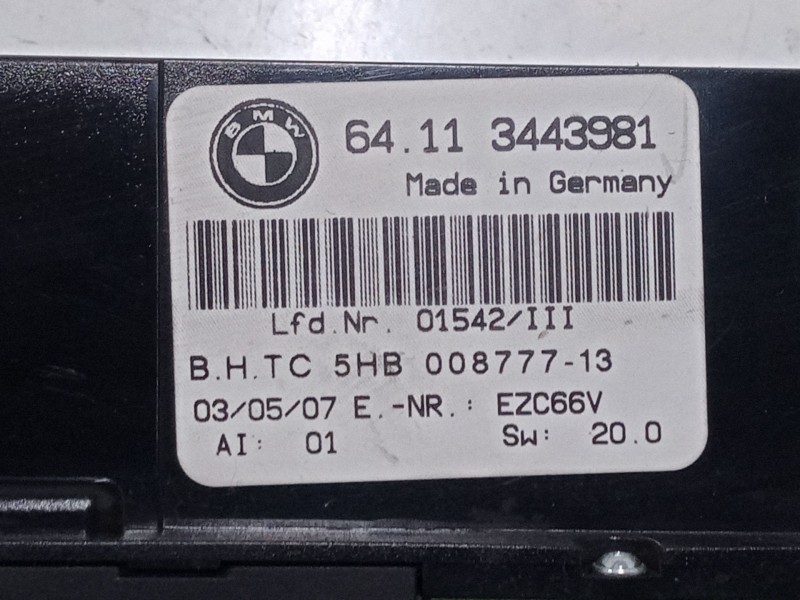 BMW
64.11 3443981
Made in Germany
Lfd.Nr. 01542/III
B.H.TC 5HB 008777-13
03/05/07 E.-NR.: EZC66V
AI: 01 SW: 20.0